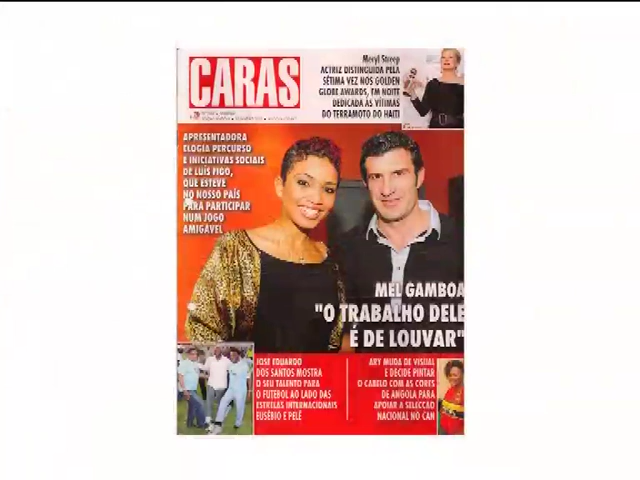 CARAS
Meryl Streep
ACTRIZ DISTINGUIDA PELA
SÉTIMA VEZ NOS GOLDEN
GLOBE AWARDS, EM NOITE
DEDICADA ÀS VÍTIMAS
DO TERRAMOTO DO HAITI
APRESENTADORA
ELOGIA PERCURSO
E INICIATIVAS SOCIAIS
DE LUÍS FIGO,
QUE ESTEVE
NO NOSSO PAÍS
PARA PARTICIPAR
NUM JOGO
AMIGÁVEL
MEL GAMBOA
"O TRABALHO DELE
É DE LOUVAR"
JOSÉ EDUARDO
DOS SANTOS MOSTRA
O SEU TALENTO PARA
O FUTEBOL AO LADO DAS
ESTRELAS INTERNACIONAIS
EUSÉBIO E PELÉ
ARY MUDA DE VISUAL
E DECIDE PINTAR
O CABELO COM AS CORES
DE ANGOLA PARA
APOIAR A SELECÇÃO
NACIONAL NO CAN